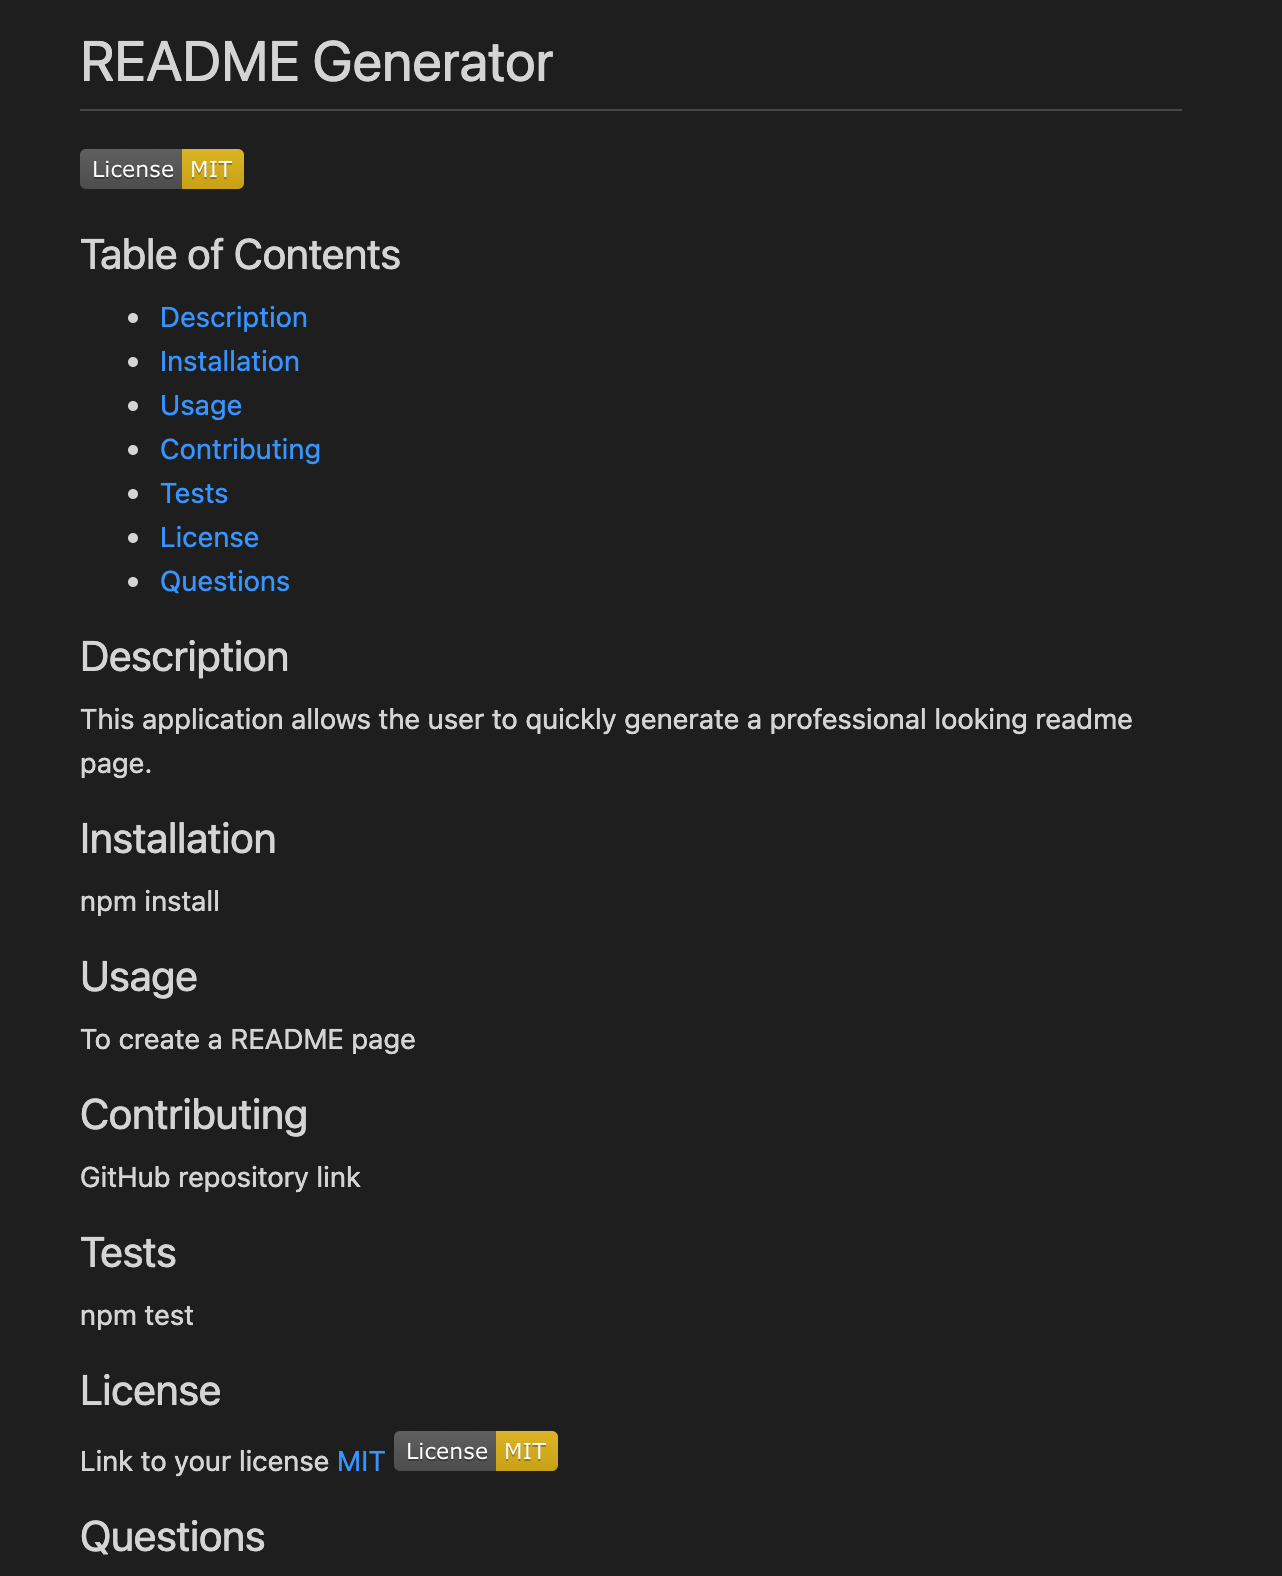 README Generator
License MIT
Table of Contents
Description
Installation
Usage
Contributing
Tests
License
Questions
Description
This application allows the user to quickly generate a professional looking readme
page.
Installation
npm install
Usage
To create a README page
Contributing
GitHub repository link
Tests
npm test
License
Link to your license MIT License MIT
Questions